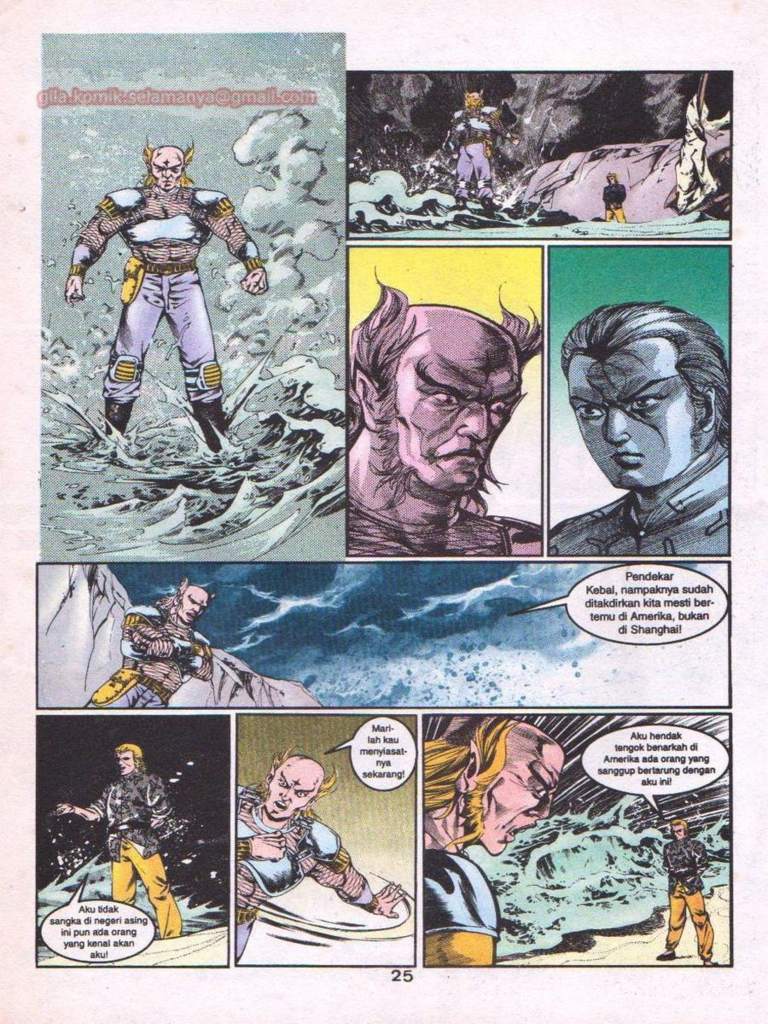 gila.komik.selamanya@gmail.com
Pendekar
Kebal, nampaknya sudah
ditakdirkan kita mesti ber-
temu di Amerika, bukan
di Shanghai!
Aku tidak
sangka di negeri asing
ini pun ada orang
yang kenal akan
aku!
Mari-
lah kau
menyiasat-
nya
sekarang!
Aku hendak
tengok benarkah di
Amerika ada orang yang
sanggup bertarung dengan
aku ini!
25